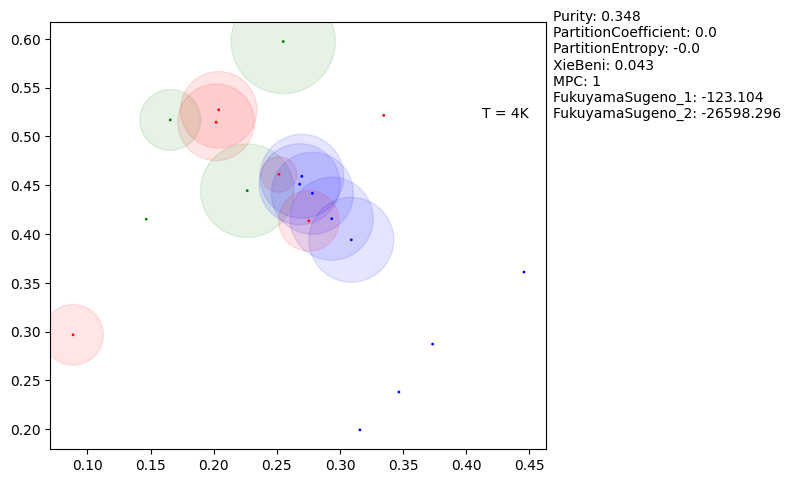 Purity: 0.348
PartitionCoefficient: 0.0
PartitionEntropy: -0.0
XieBeni: 0.043
MPC: 1
FukuyamaSugeno_1: -123.104
FukuyamaSugeno_2: -26598.296
T = 4K
0.60
0.55
0.50
0.45
0.40
0.35
0.30
0.25
0.20
0.10 0.15 0.20 0.25 0.30 0.35 0.40 0.45